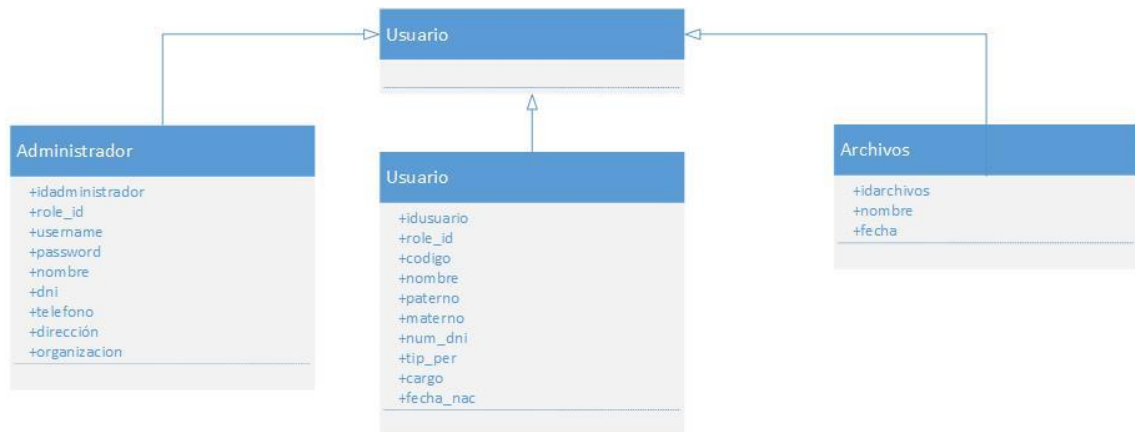 Usuario
Administrador
+idadministrador
+role_id
+username
+password
+nombre
+dni
+telefono
+dirección
+organizacion
Usuario
+idusuario
+role_id
+codigo
+nombre
+paterno
+materno
+num_dni
+tip_per
+cargo
+fecha_nac
Archivos
+idarchivos
+nombre
+fecha